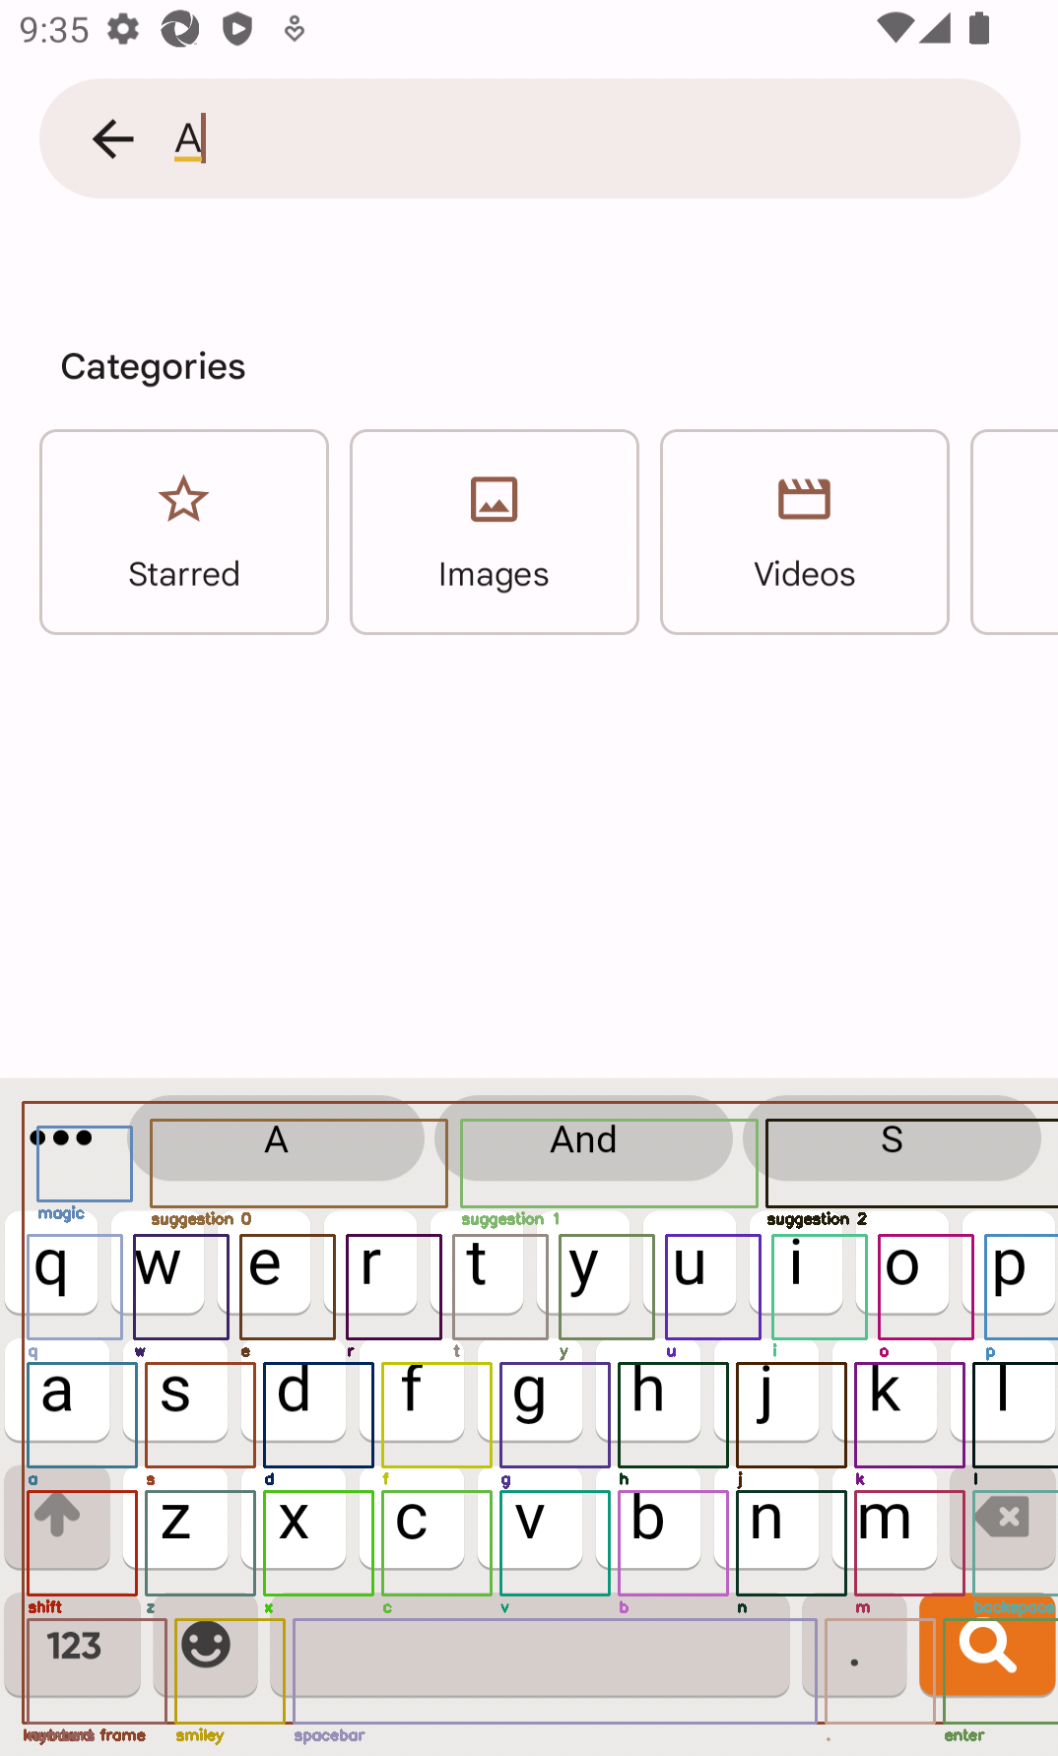 9:35
A
Categories
Starred Images Videos
A And S
magic suggestion 0 suggestion 1 suggestion 2
q w e r t y u i o p
q w e r t y u i o p
a s d f g h j k l
a s d f g h j k l
z x c v b n m
shift z x c v b n m backspace
123 .
keyboard frame smiley spacebar . enter